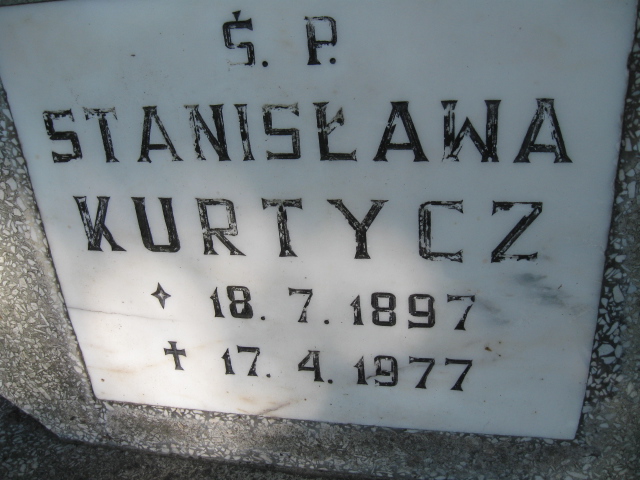 Ś. P.
STANISŁAWA
KURTYCZ
✦ 18. 7. 1897
✝ 17. 4. 1977